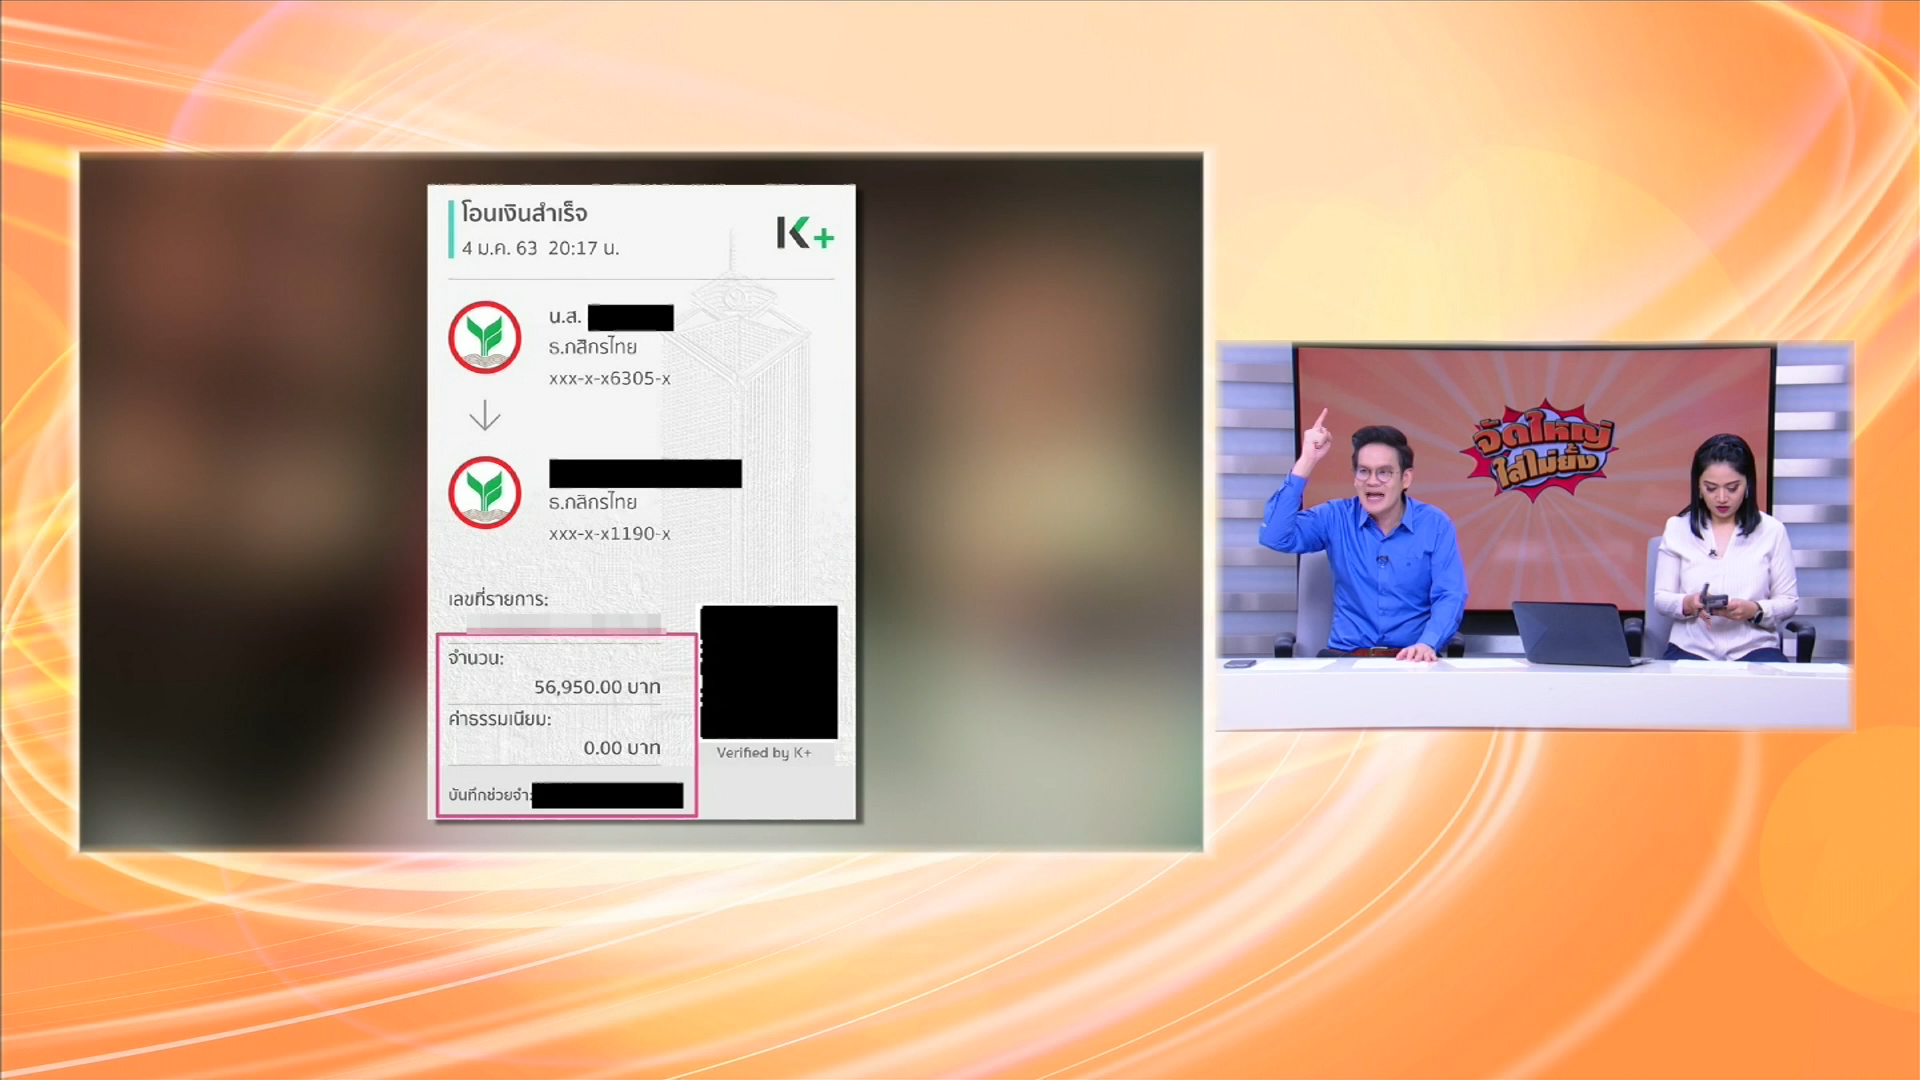 โอนเงินสำเร็จ
4 ม.ค. 63 20:17 น.
K+
น.ส.
ธ.กสิกรไทย
xxx-x-x6305-x
ธ.กสิกรไทย
xxx-x-x1190-x
เลขที่รายการ:
จำนวน:
56,950.00 บาท
ค่าธรรมเนียม:
0.00 บาท
บันทึกช่วยจำ:
Verified by K+
จัดใหญ่
ใส่ไม่ยั้ง